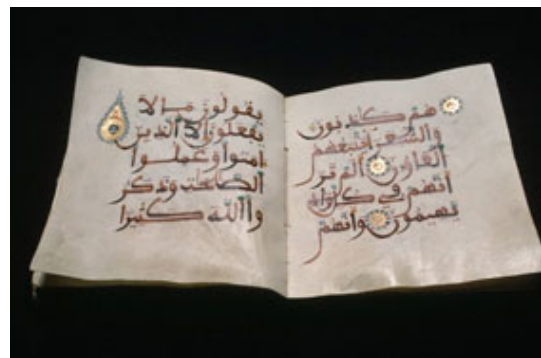 هم كذبون
والشعرا يتبعهم
الغاون الم تر
انهم في كل واد
يهيمون وانهم
يقولون ما لا
يفعلون الا الذين
امنوا وعملوا
الصلحت وذكر
وا الله كثيرا